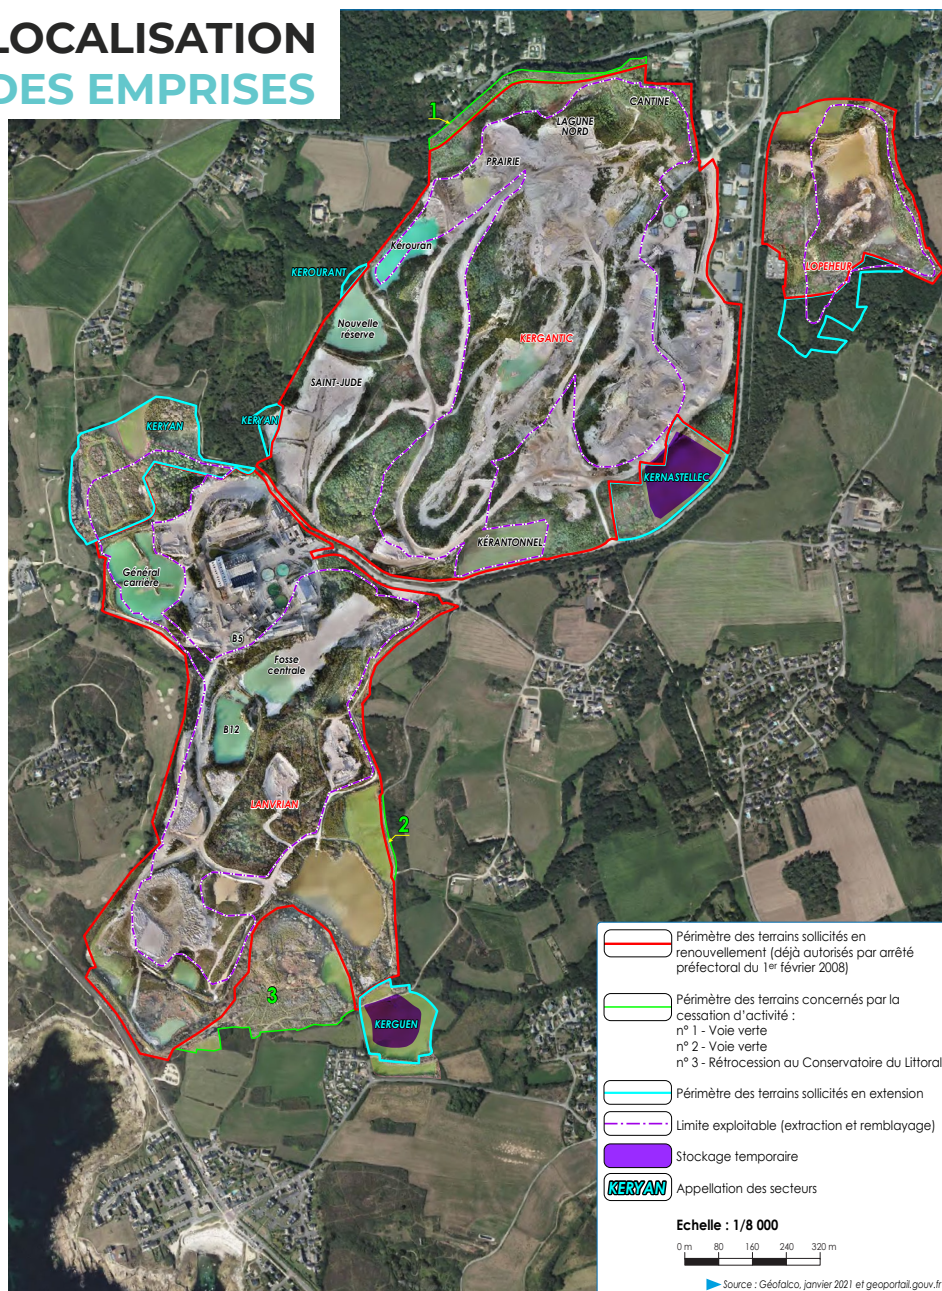 LOCALISATION
DES EMPRISES
1
CANTINE
LAGUNE
NORD
PRAIRIE
Kerouran
KEROURANT
LOPEHEUR
Nouvelle
réserve
KERGANTIC
SAINT-JUDE
KERYAN
KERYAN
KERNASTELLEC
KERANTONNEL
Général
carrière
B5
Fosse
centrale
B12
LANVRIAN
2
3
KERGUEN
Périmètre des terrains sollicités en
renouvellement (déjà autorisés par arrêté
préfectoral du 1er février 2008)
Périmètre des terrains concernés par la
cessation d'activité :
n° 1 - Voie verte
n° 2 - Voie verte
n° 3 - Rétrocession au Conservatoire du Littoral
Périmètre des terrains sollicités en extension
Limite exploitable (extraction et remblayage)
Stockage temporaire
KERYAN Appellation des secteurs
Echelle : 1/8 000
0 m 80 160 240 320 m
Source : Géofalco, janvier 2021 et geoportail.gouv.fr